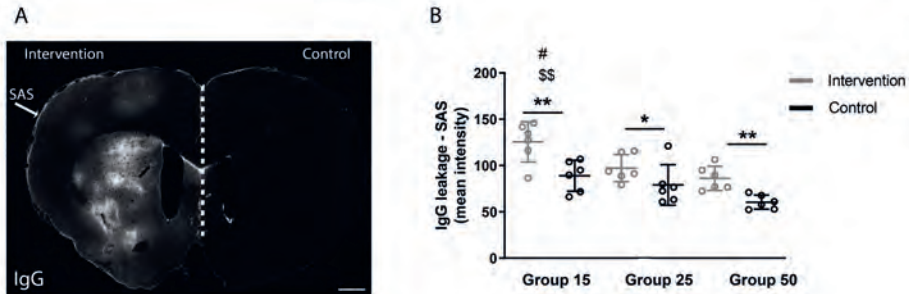 A
Intervention
Control
SAS
IgG
B
IgG leakage - SAS
(mean intensity)
200
150
100
50
0
#
$$
**
*
**
Intervention
Control
Group 15
Group 25
Group 50